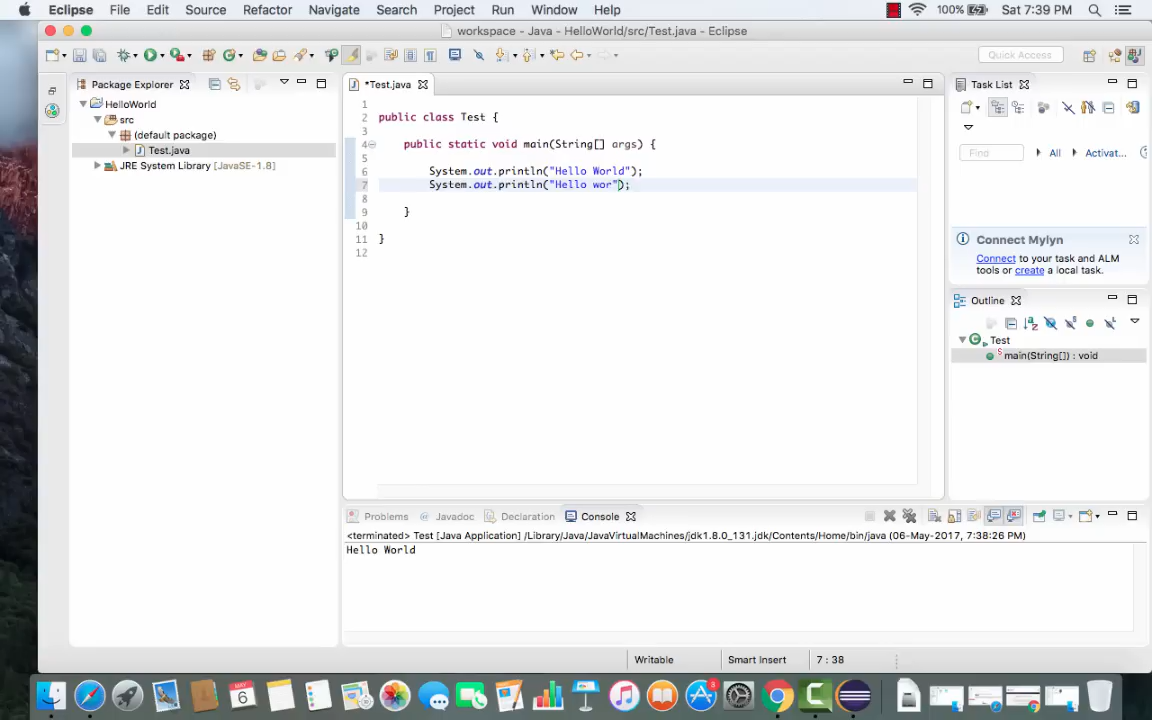 Eclipse File Edit Source Refactor Navigate Search Project Run Window Help 100% Sat 7:39 PM
workspace - Java - HelloWorld/src/Test.java - Eclipse
Quick Access
Package Explorer
HelloWorld
src
(default package)
Test.java
JRE System Library [JavaSE-1.8]
*Test.java
1
2 public class Test {
3
4 public static void main(String[] args) {
5
6 System.out.println("Hello World");
7 System.out.println("Hello wor");
8
9 }
10
11 }
12
Task List
Find All Activat...
Connect Mylyn
Connect to your task and ALM
tools or create a local task.
Outline
Test
main(String[]) : void
Problems Javadoc Declaration Console
<terminated> Test [Java Application] /Library/Java/JavaVirtualMachines/jdk1.8.0_131.jdk/Contents/Home/bin/java (06-May-2017, 7:38:26 PM)
Hello World
Writable Smart Insert 7 : 38
6